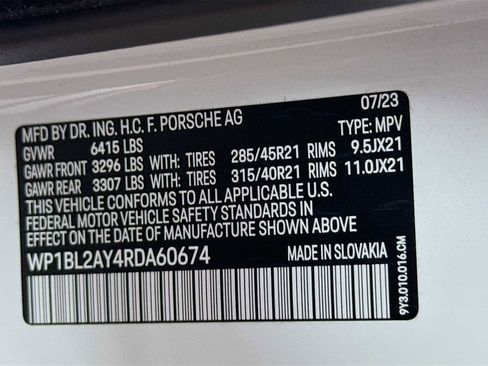 MFD BY DR. ING. H.C. F. PORSCHE AG 07/23
GVWR 6415 LBS TYPE: MPV
GAWR FRONT 3296 LBS WITH: TIRES 285/45R21 RIMS 9.5JX21
GAWR REAR 3307 LBS WITH: TIRES 315/40R21 RIMS 11.0JX21
THIS VEHICLE CONFORMS TO ALL APPLICABLE U.S.
FEDERAL MOTOR VEHICLE SAFETY STANDARDS IN
EFFECT ON THE DATE OF MANUFACTURE SHOWN ABOVE
WP1BL2AY4RDA60674 MADE IN SLOVAKIA
9Y3.010.016.CM